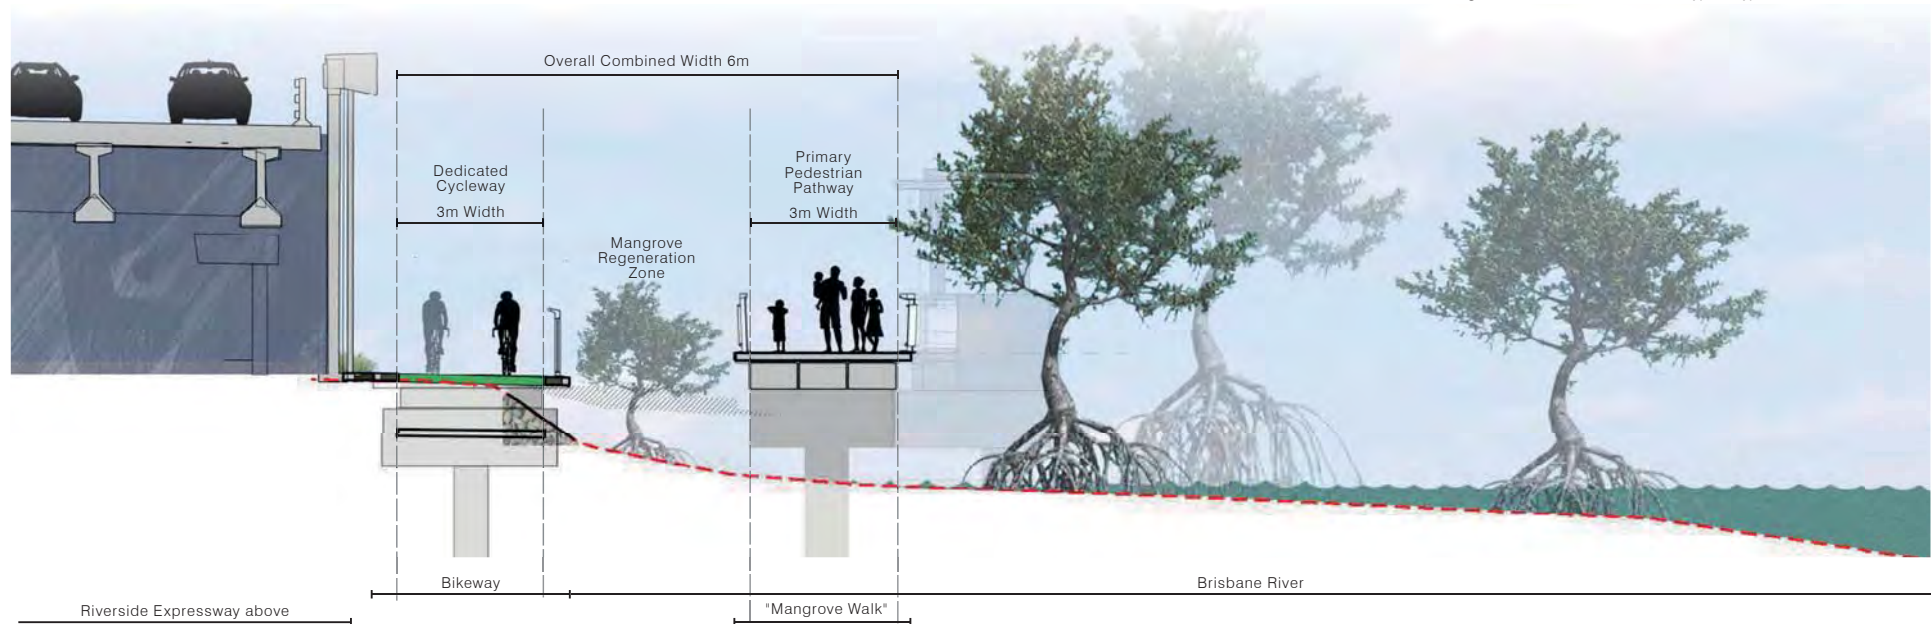 Overall Combined Width 6m
Dedicated
Cycleway
3m Width
Mangrove
Regeneration
Zone
Primary
Pedestrian
Pathway
3m Width
Bikeway
Brisbane River
Riverside Expressway above
"Mangrove Walk"